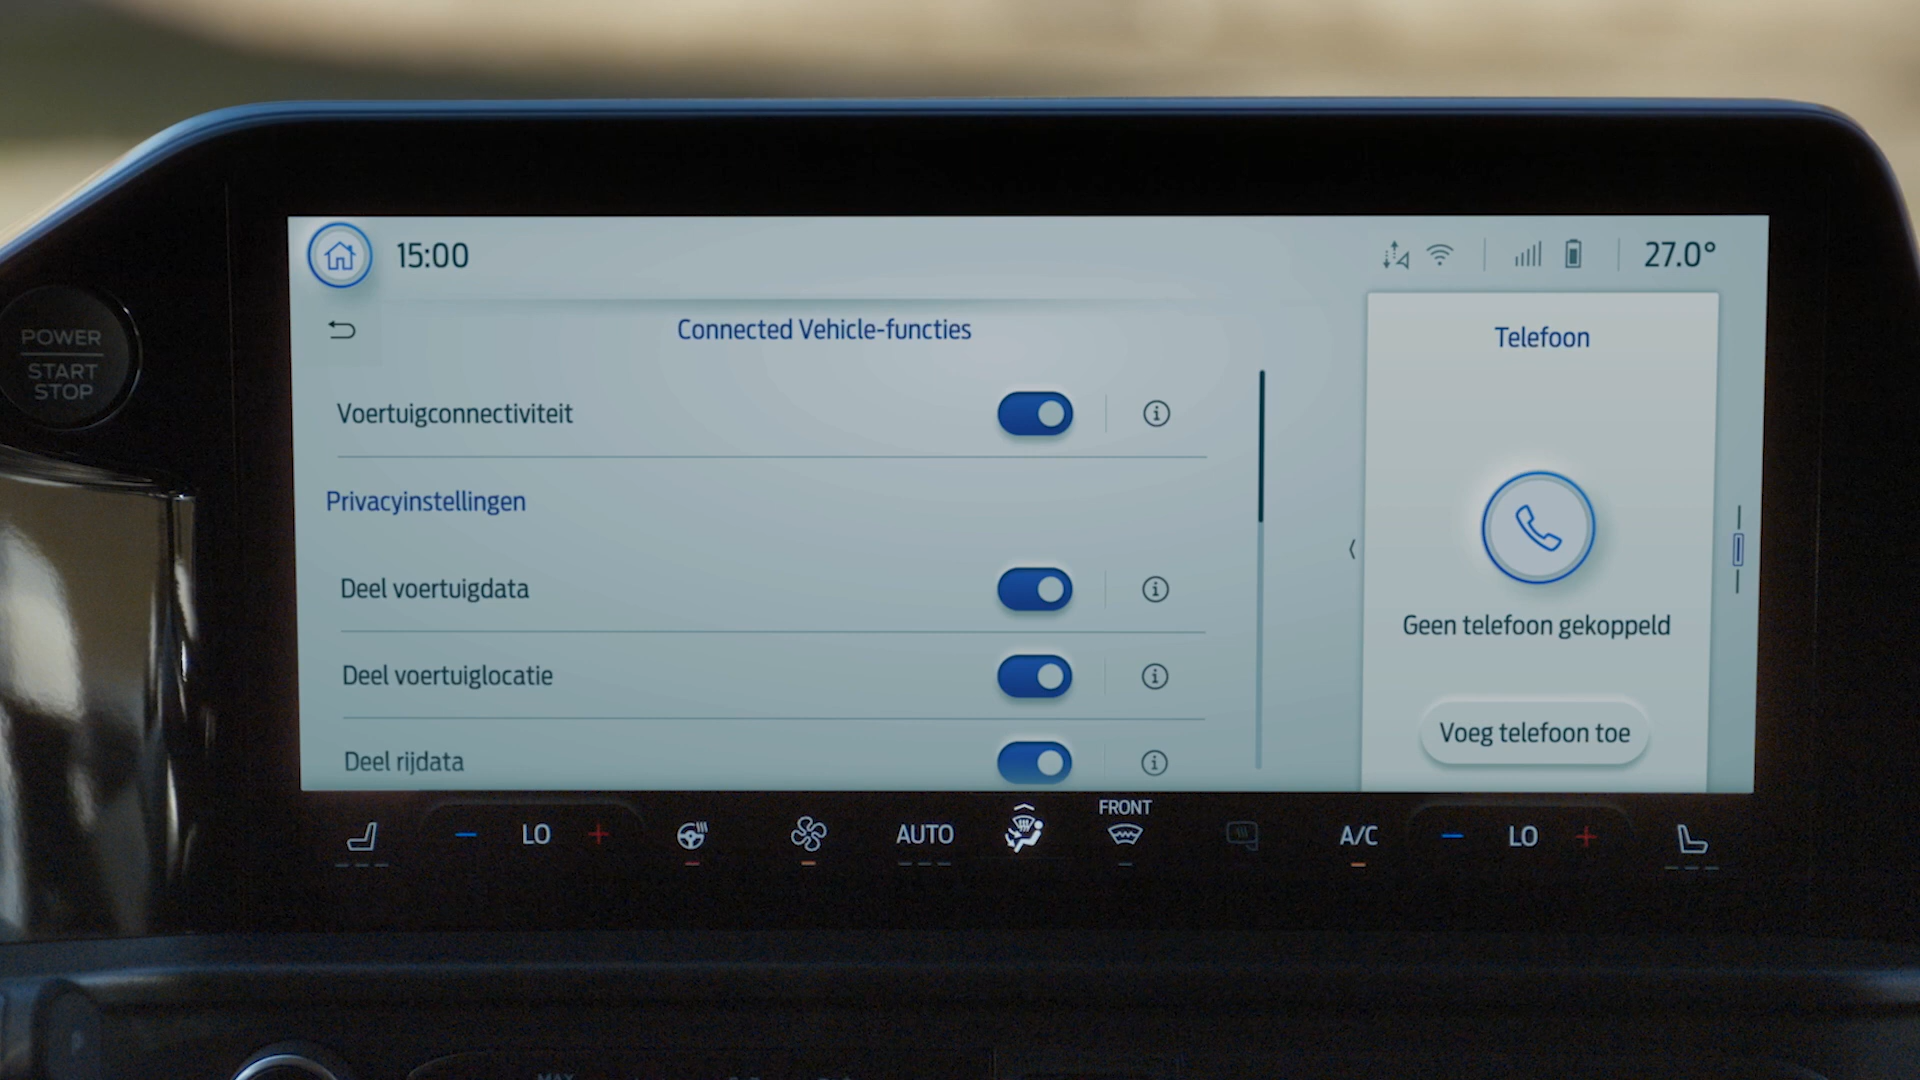 15:00
27.0°
Connected Vehicle-functies
Telefoon
POWER
START
STOP
Voertuigconnectiviteit
Privacyinstellingen
Deel voertuigdata
Deel voertuiglocatie
Deel rijdata
Geen telefoon gekoppeld
Voeg telefoon toe
FRONT
LO
AUTO
A/C
LO
MAX